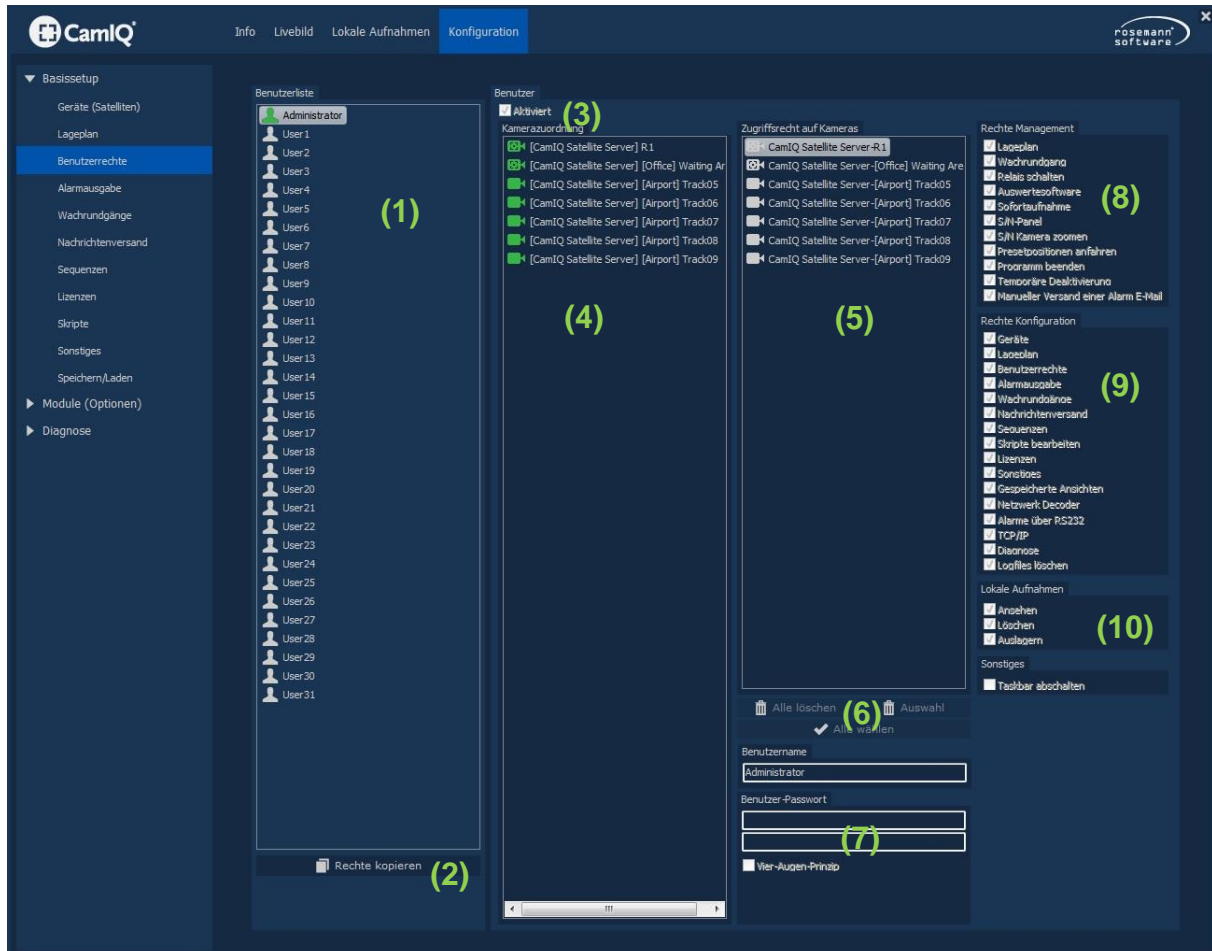 CamIQ
Info
Livebild
Lokale Aufnahmen
Konfiguration
rosemann
software
Basissetup
Geräte (Satelliten)
Lageplan
Benutzerrechte
Alarmausgabe
Wachrundgänge
Nachrichtenversand
Sequenzen
Lizenzen
Skripte
Sonstiges
Speichern/Laden
Module (Optionen)
Diagnose
Benutzerliste
Administrator
User1
User2
User3
User4
User5
User6
User7
User8
User9
User10
User11
User12
User13
User14
User15
User16
User17
User18
User19
User20
User21
User22
User23
User24
User25
User26
User27
User28
User29
User30
User31
(1)
Rechte kopieren
(2)
Benutzer
Aktiviert
(3)
Kamerazuordnung
[CamIQ Satellite Server] R1
[CamIQ Satellite Server] [Office] Waiting Ar
[CamIQ Satellite Server] [Airport] Track05
[CamIQ Satellite Server] [Airport] Track06
[CamIQ Satellite Server] [Airport] Track07
[CamIQ Satellite Server] [Airport] Track08
[CamIQ Satellite Server] [Airport] Track09
(4)
Zugriffsrecht auf Kameras
CamIQ Satellite Server-R1
CamIQ Satellite Server-[Office] Waiting Are
CamIQ Satellite Server-[Airport] Track05
CamIQ Satellite Server-[Airport] Track06
CamIQ Satellite Server-[Airport] Track07
CamIQ Satellite Server-[Airport] Track08
CamIQ Satellite Server-[Airport] Track09
(5)
Alle löschen
(6)
Auswahl
Alle wählen
Benutzername
Administrator
Benutzer-Passwort
(7)
Vier-Augen-Prinzip
Rechte Management
Lageplan
Wachrundgang
Relais schalten
Auswertesoftware
Sofortaufnahme
S/N-Panel
S/N Kamera zoomen
Presetpositionen anfahren
Programm beenden
Temporäre Deaktivierung
Manueller Versand einer Alarm E-Mail
(8)
Rechte Konfiguration
Geräte
Lageplan
Benutzerrechte
Alarmausgabe
Wachrundgänge
Nachrichtenversand
Sequenzen
Skripte bearbeiten
Lizenzen
Sonstiges
Gespeicherte Ansichten
Netzwerk Decoder
Alarme über RS232
TCP/IP
Diagnose
Logfiles löschen
(9)
Lokale Aufnahmen
Ansehen
Löschen
Auslagern
(10)
Sonstiges
Taskbar abschalten